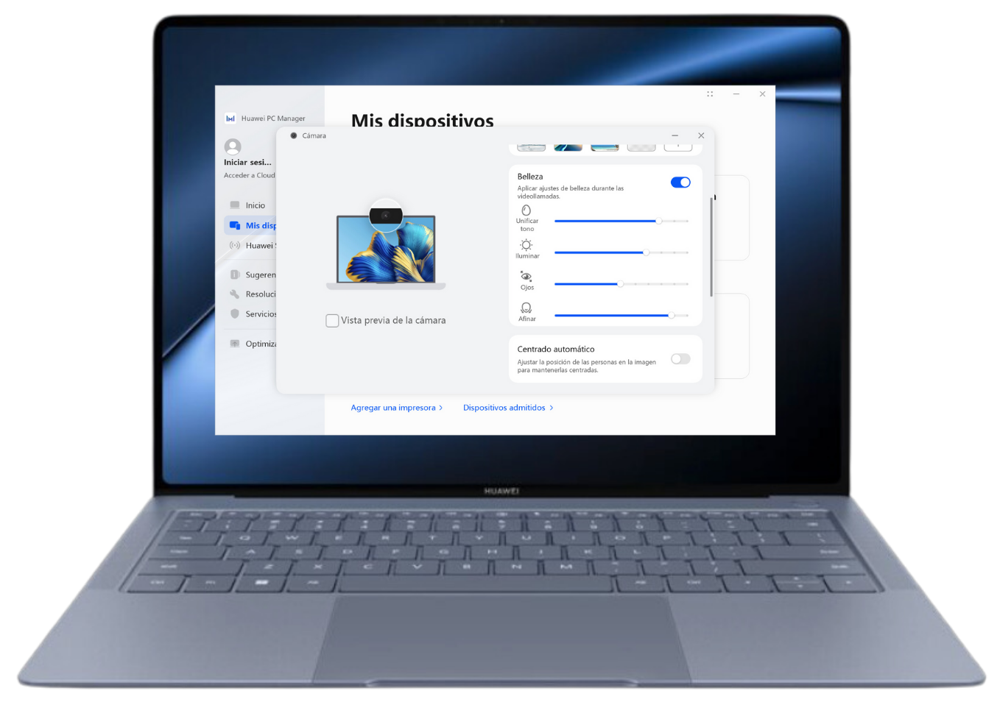 Huawei PC Manager
Mis dispositivos
Cámara
Iniciar sesi...
Acceder a Cloud
Inicio
Mis disp
Huawei
Sugeren
Resoluci
Servicios
Optimiza
Vista previa de la cámara
Belleza
Aplicar ajustes de belleza durante las
videollamadas.
Unificar
tono
Iluminar
Ojos
Afinar
Centrado automático
Ajustar la posición de las personas en la imagen
para mantenerlas centradas.
Agregar una impresora >
Dispositivos admitidos >
HUAWEI
Q W E R T Y U I O P
A S D F G H J K L
Z X C V B N M